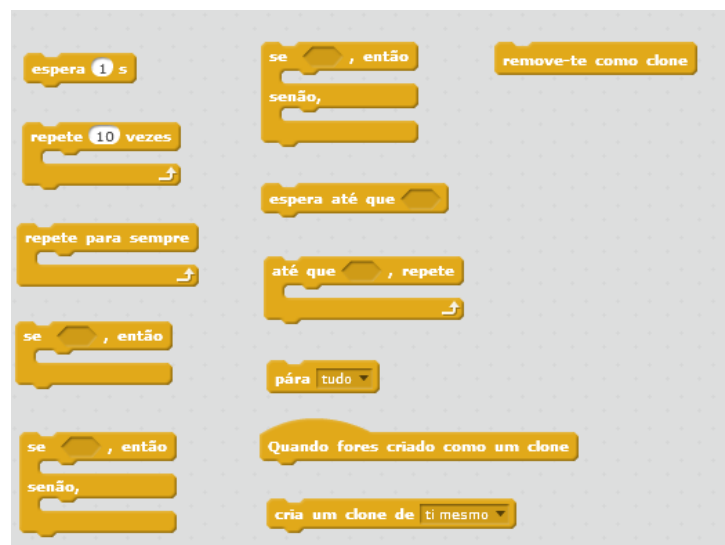 espera 1 s
repete 10 vezes
repete para sempre
se , então
se , então
senão,
se , então
senão,
espera até que
até que , repete
pára tudo
Quando fores criado como um clone
cria um clone de ti mesmo
remove-te como clone